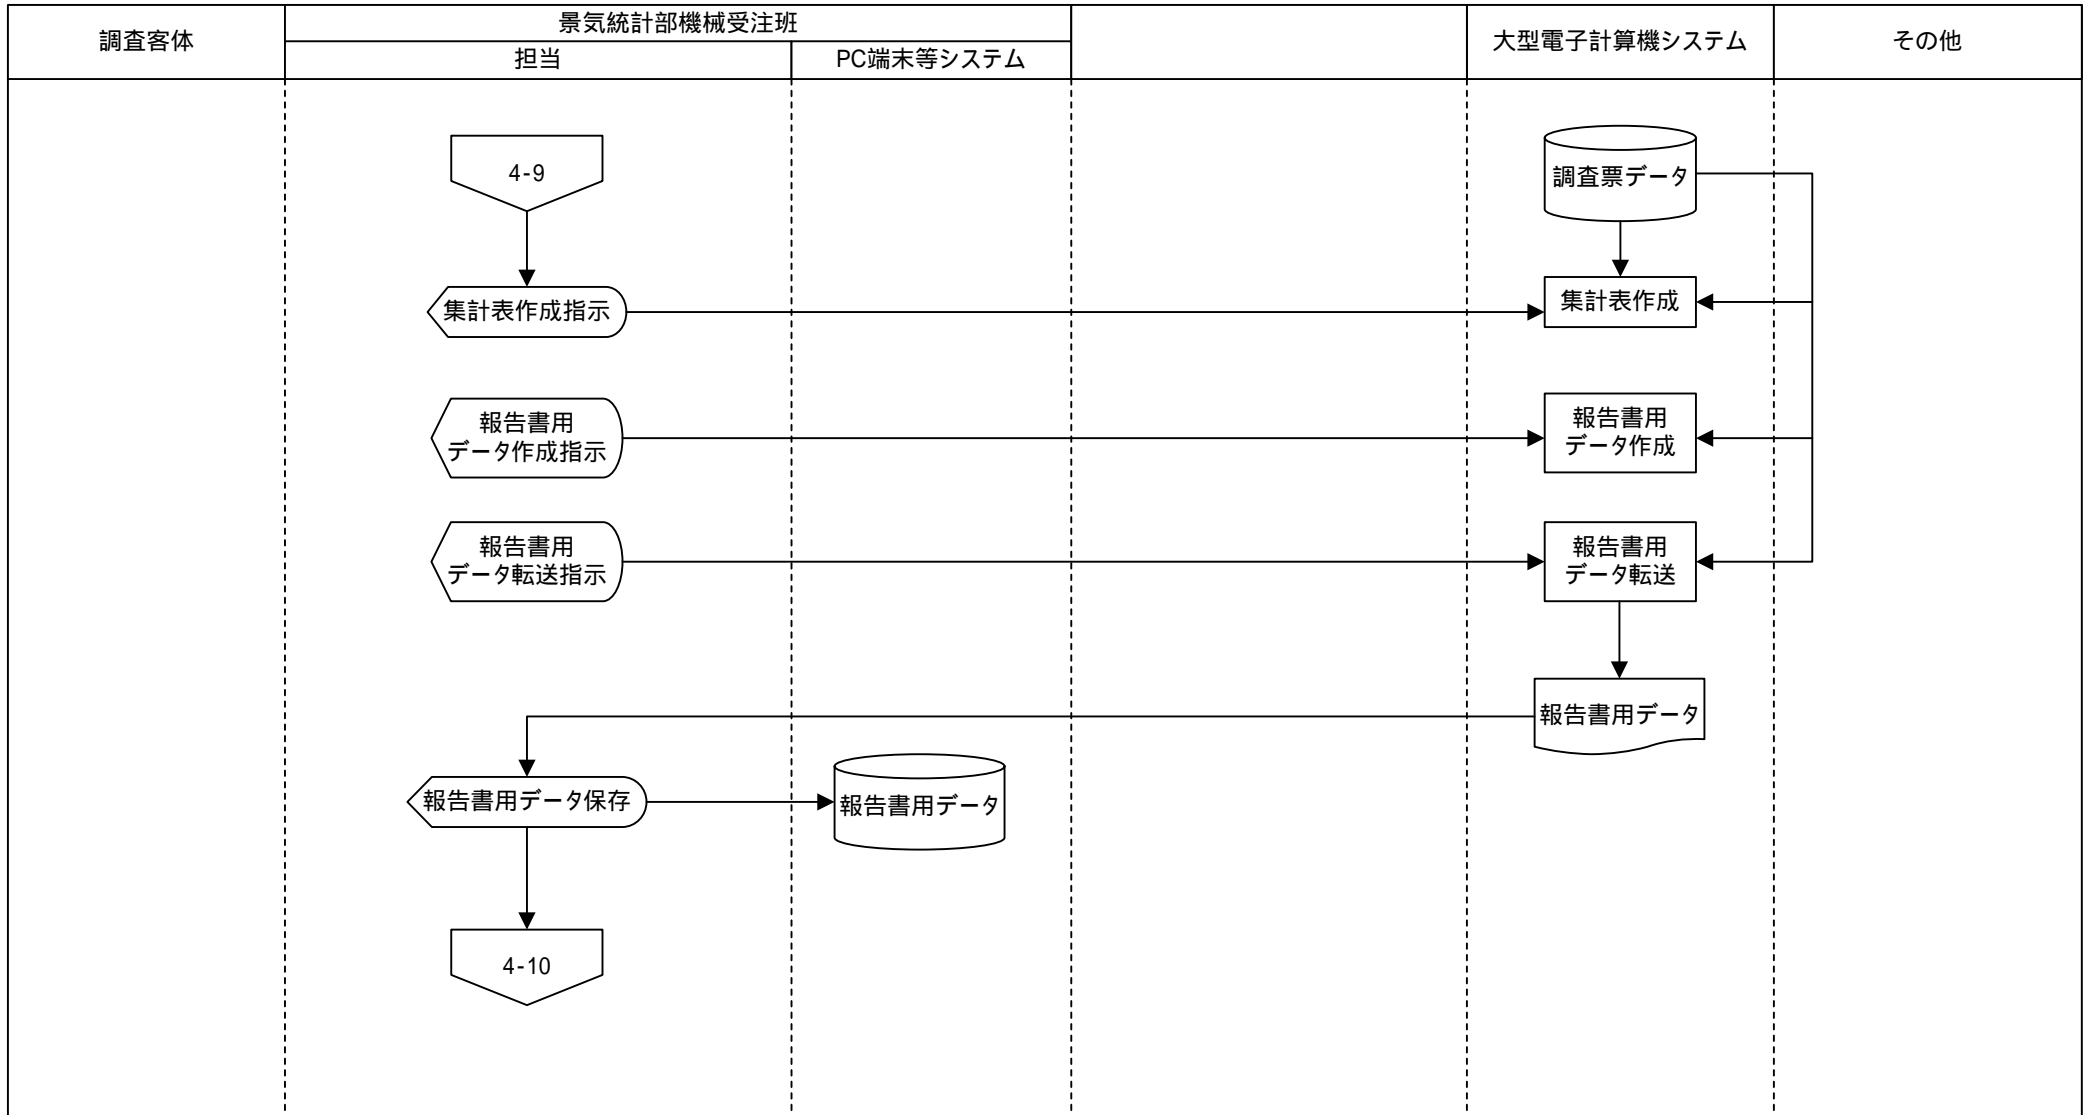 調査客体
景気統計部機械受注班
担当
PC端末等システム
大型電子計算機システム
その他
4-9
調査票データ
集計表作成指示
集計表作成
報告書用
データ作成指示
報告書用
データ作成
報告書用
データ転送指示
報告書用
データ転送
報告書用データ
報告書用データ保存
報告書用データ
4-10